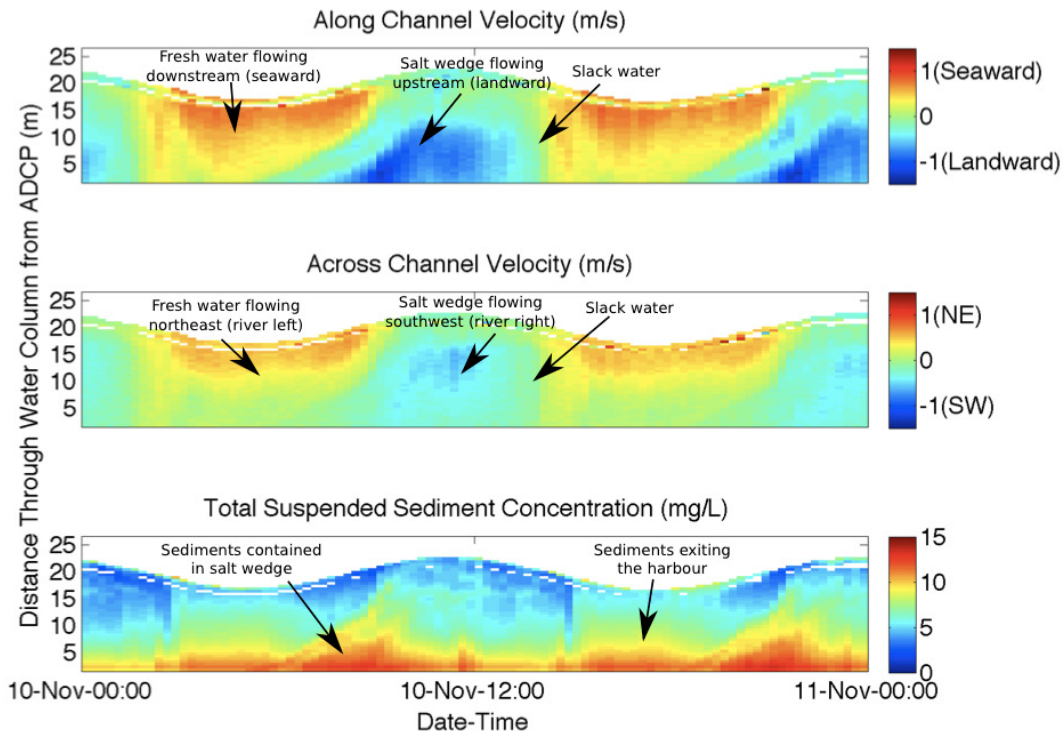 Along Channel Velocity (m/s)
25
20
15
10
5
Fresh water flowing
downstream (seaward)
Salt wedge flowing
upstream (landward)
Slack water
1(Seaward)
0
-1(Landward)
Distance Through Water Column from ADCP (m)
Across Channel Velocity (m/s)
25
20
15
10
5
Fresh water flowing
northeast (river left)
Salt wedge flowing
southwest (river right)
Slack water
1(NE)
0
-1(SW)
Total Suspended Sediment Concentration (mg/L)
25
20
15
10
5
Sediments contained
in salt wedge
Sediments exiting
the harbour
15
10
5
0
10-Nov-00:00
10-Nov-12:00
11-Nov-00:00
Date-Time